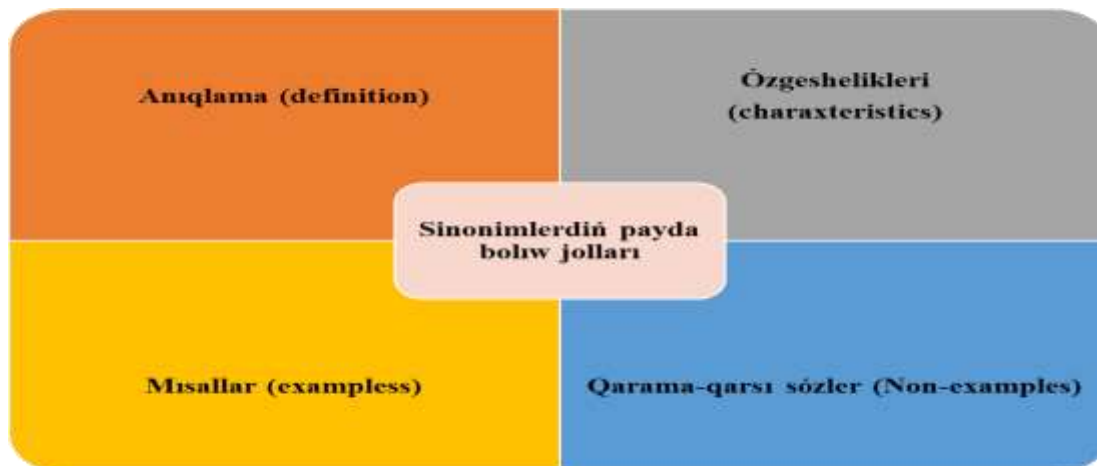 Anıqlama (definition)
Ózgeshelikleri
(charaxteristics)
Sinonimlerdiń payda
bolıw jolları
Mısallar (exampless)
Qarama-qarsı sózler (Non-examples)